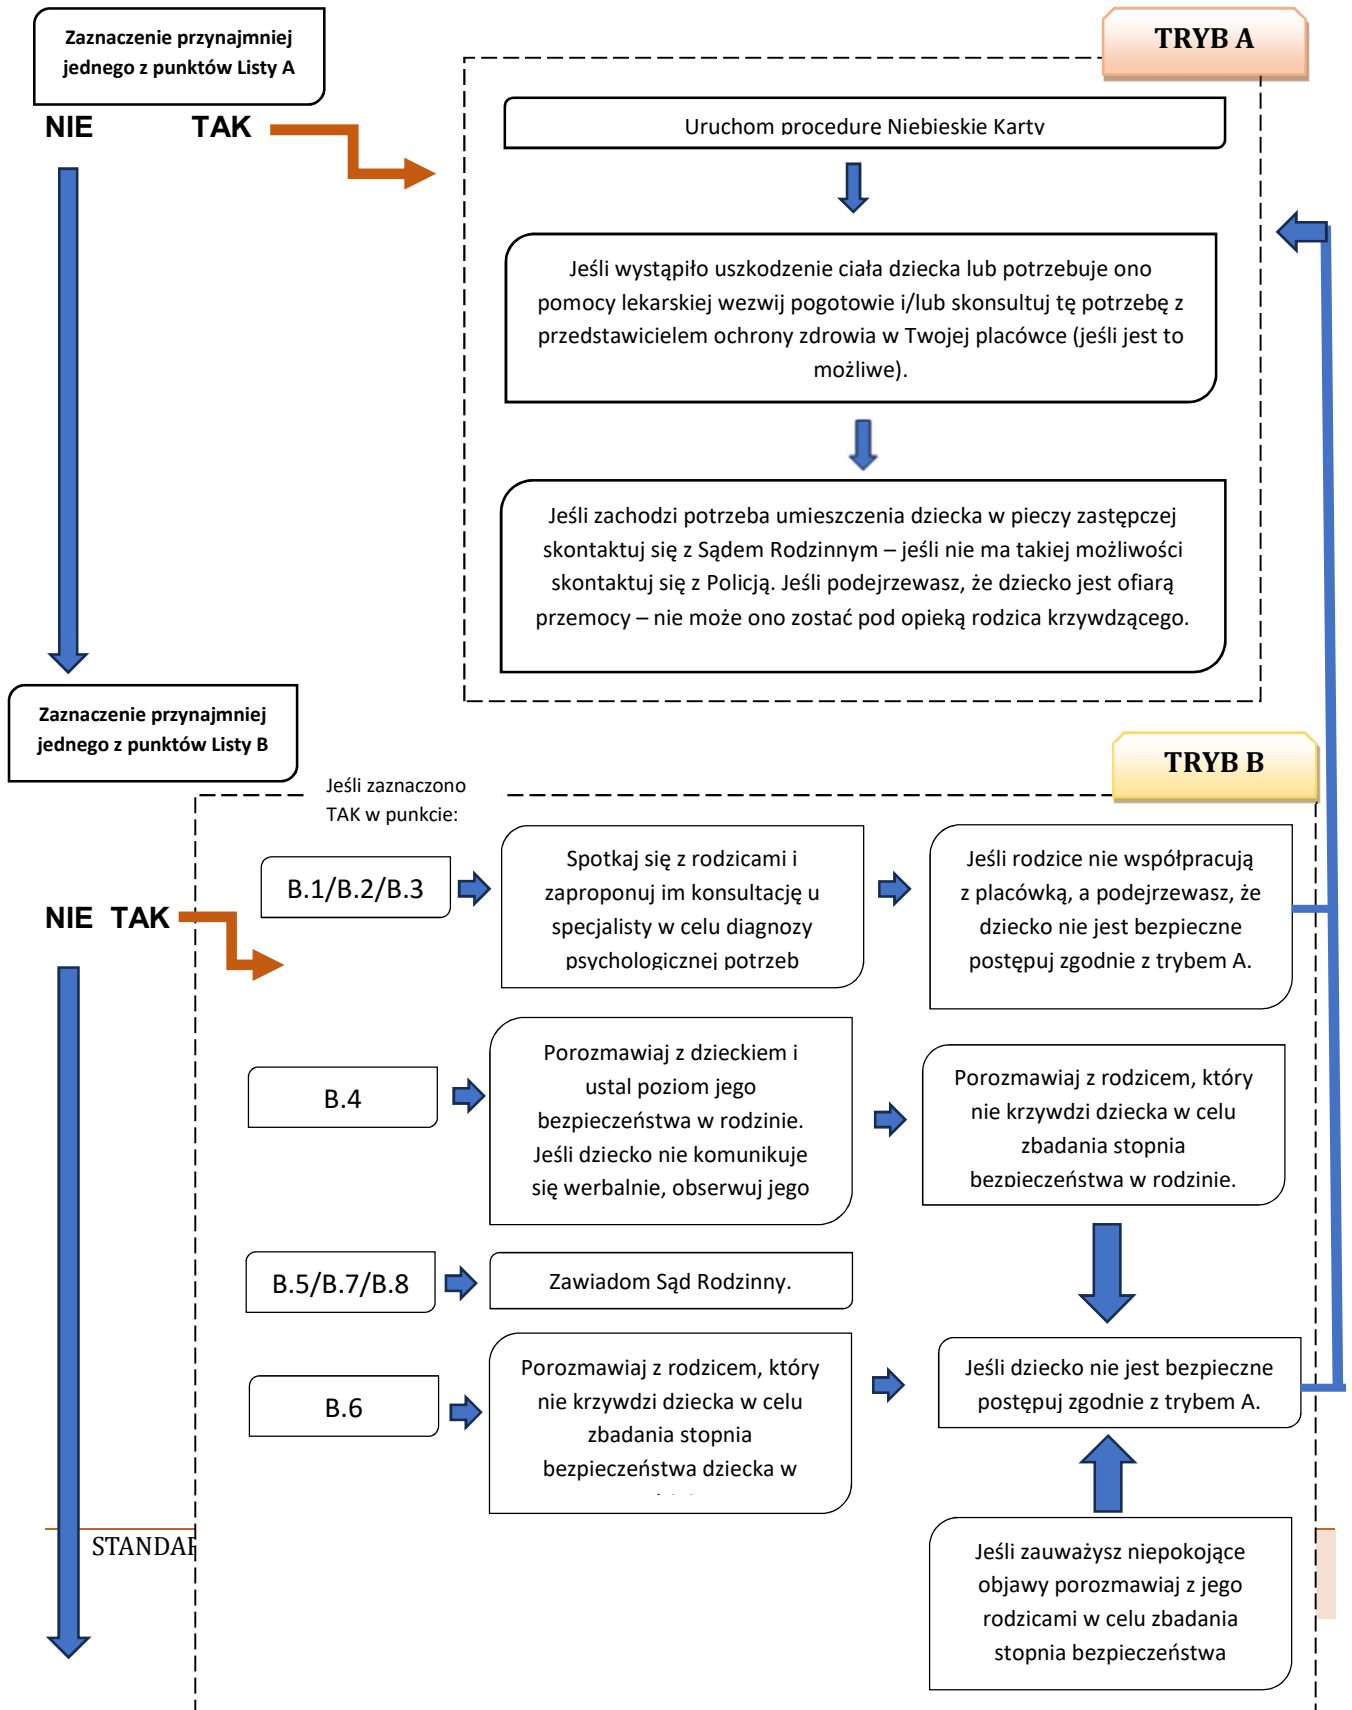 Zaznaczenie przynajmniej
jednego z punktów Listy A
NIE TAK
TRYB A
Uruchom procedurę Niebieskie Karty
Jeśli wystąpiło uszkodzenie ciała dziecka lub potrzebuje ono
pomocy lekarskiej wezwij pogotowie i/lub skonsultuj tę potrzebę z
przedstawicielem ochrony zdrowia w Twojej placówce (jeśli jest to
możliwe).
Jeśli zachodzi potrzeba umieszczenia dziecka w pieczy zastępczej
skontaktuj się z Sądem Rodzinnym – jeśli nie ma takiej możliwości
skontaktuj się z Policją. Jeśli podejrzewasz, że dziecko jest ofiarą
przemocy – nie może ono zostać pod opieką rodzica krzywdzącego.
Zaznaczenie przynajmniej
jednego z punktów Listy B
TRYB B
Jeśli zaznaczono
TAK w punkcie:
NIE TAK
B.1/B.2/B.3
Spotkaj się z rodzicami i
zaproponuj im konsultację u
specjalisty w celu diagnozy
psychologicznej potrzeb
Jeśli rodzice nie współpracują
z placówką, a podejrzewasz, że
dziecko nie jest bezpieczne
postępuj zgodnie z trybem A.
B.4
Porozmawiaj z dzieckiem i
ustal poziom jego
bezpieczeństwa w rodzinie.
Jeśli dziecko nie komunikuje
się werbalnie, obserwuj jego
Porozmawiaj z rodzicem, który
nie krzywdzi dziecka w celu
zbadania stopnia
bezpieczeństwa w rodzinie.
B.5/B.7/B.8
Zawiadom Sąd Rodzinny.
B.6
Porozmawiaj z rodzicem, który
nie krzywdzi dziecka w celu
zbadania stopnia
bezpieczeństwa dziecka w
Jeśli dziecko nie jest bezpieczne
postępuj zgodnie z trybem A.
Jeśli zauważysz niepokojące
objawy porozmawiaj z jego
rodzicami w celu zbadania
stopnia bezpieczeństwa
STANDAR